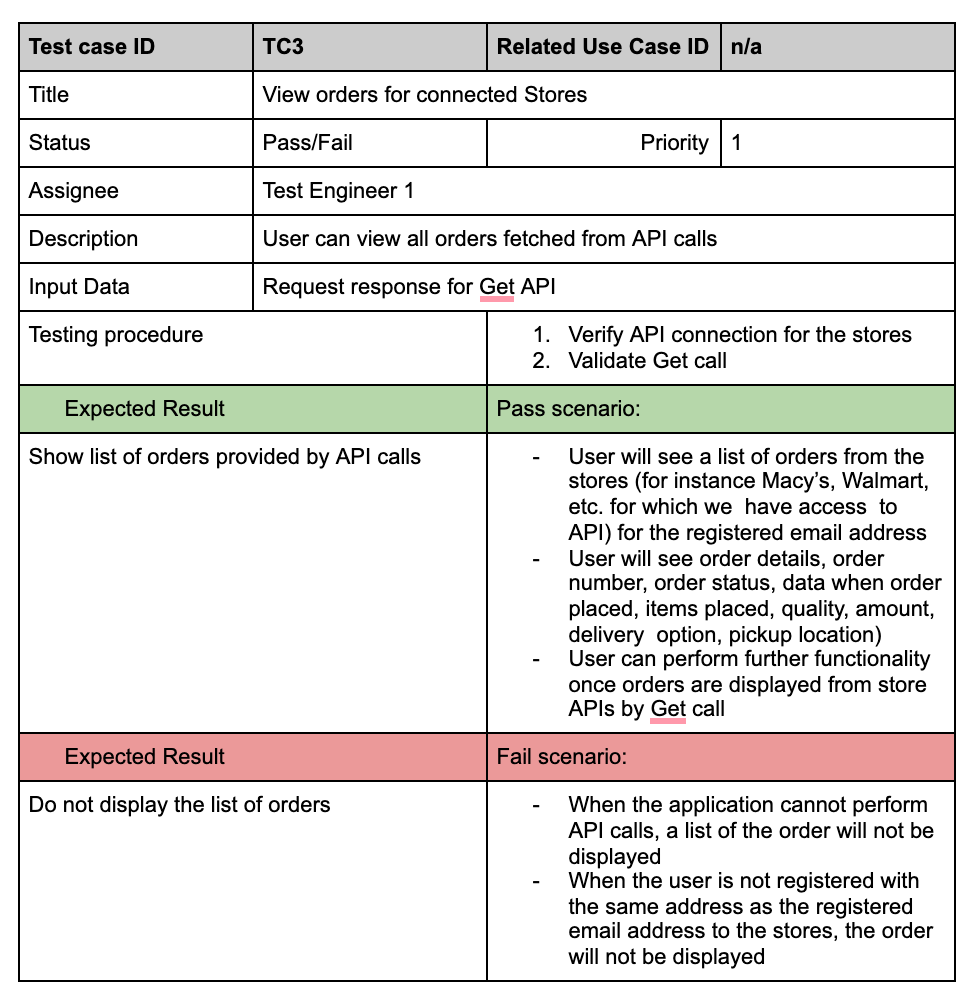 Test case ID TC3 Related Use Case ID n/a
Title View orders for connected Stores
Status Pass/Fail Priority 1
Assignee Test Engineer 1
Description User can view all orders fetched from API calls
Input Data Request response for Get API
Testing procedure 1. Verify API connection for the stores
2. Validate Get call
Expected Result Pass scenario:
Show list of orders provided by API calls - User will see a list of orders from the
stores (for instance Macy’s, Walmart,
etc. for which we have access to
API) for the registered email address
- User will see order details, order
number, order status, data when order
placed, items placed, quality, amount,
delivery option, pickup location)
- User can perform further functionality
once orders are displayed from store
APIs by Get call
Expected Result Fail scenario:
Do not display the list of orders - When the application cannot perform
API calls, a list of the order will not be
displayed
- When the user is not registered with
the same address as the registered
email address to the stores, the order
will not be displayed